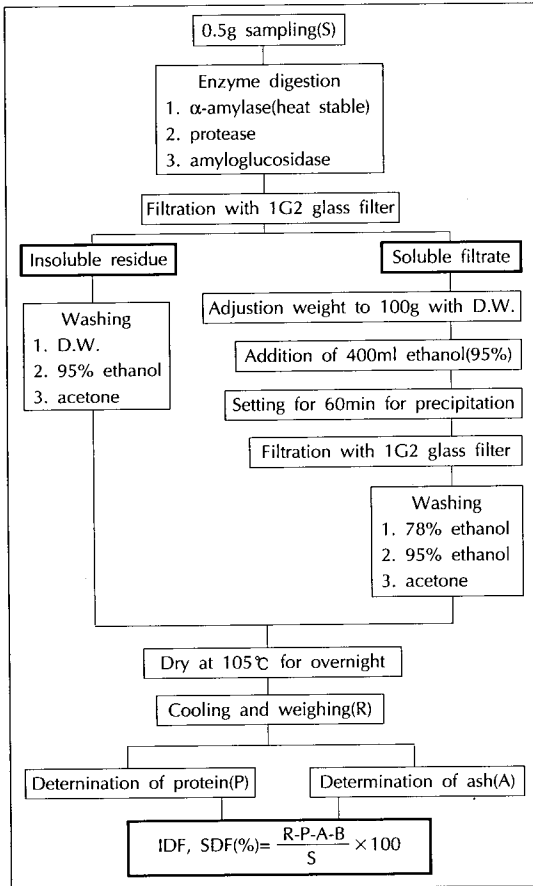 0.5g sampling(S)
Enzyme digestion
1. α-amylase(heat stable)
2. protease
3. amyloglucosidase
Filtration with 1G2 glass filter
Insoluble residue
Washing
1. D.W.
2. 95% ethanol
3. acetone
Soluble filtrate
Adjustion weight to 100g with D.W.
Addition of 400ml ethanol(95%)
Setting for 60min for precipitation
Filtration with 1G2 glass filter
Washing
1. 78% ethanol
2. 95% ethanol
3. acetone
Dry at 105℃ for overnight
Cooling and weighing(R)
Deternination of protein(P)
Determination of ash(A)
IDF, SDF(%)= R-P-A-B / S ×100